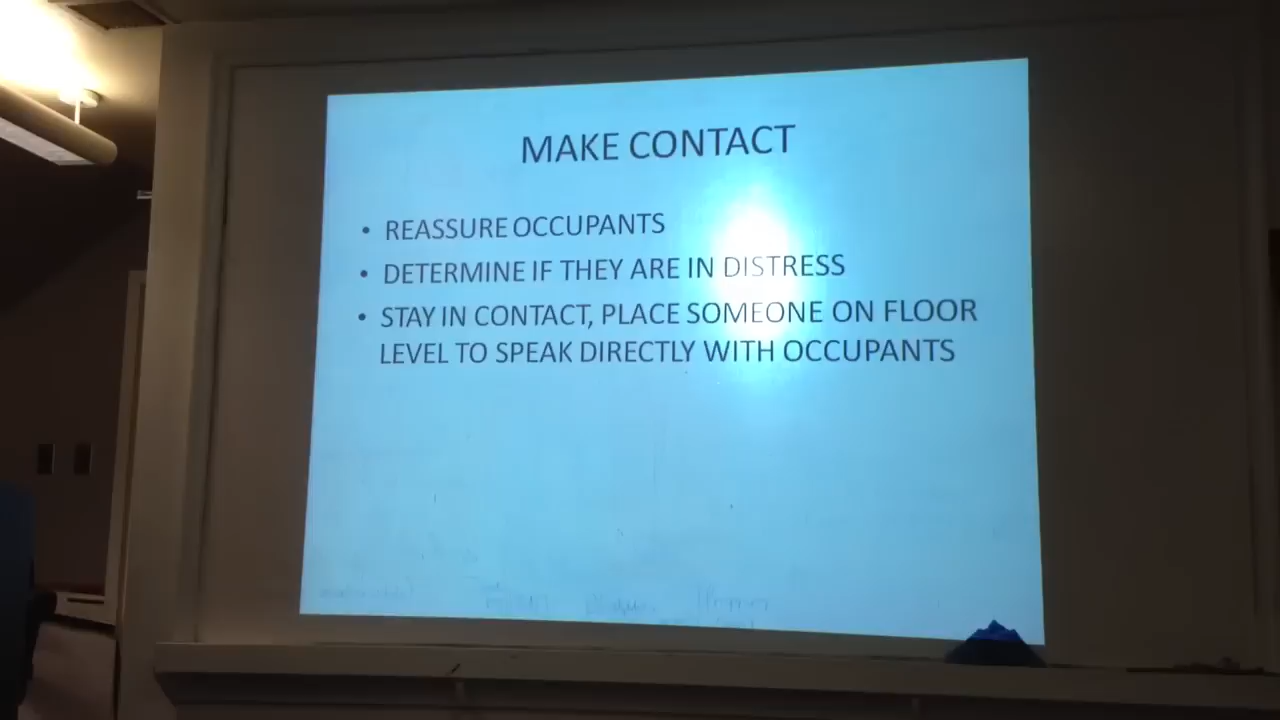 MAKE CONTACT
• REASSURE OCCUPANTS
• DETERMINE IF THEY ARE IN DISTRESS
• STAY IN CONTACT, PLACE SOMEONE ON FLOOR
LEVEL TO SPEAK DIRECTLY WITH OCCUPANTS